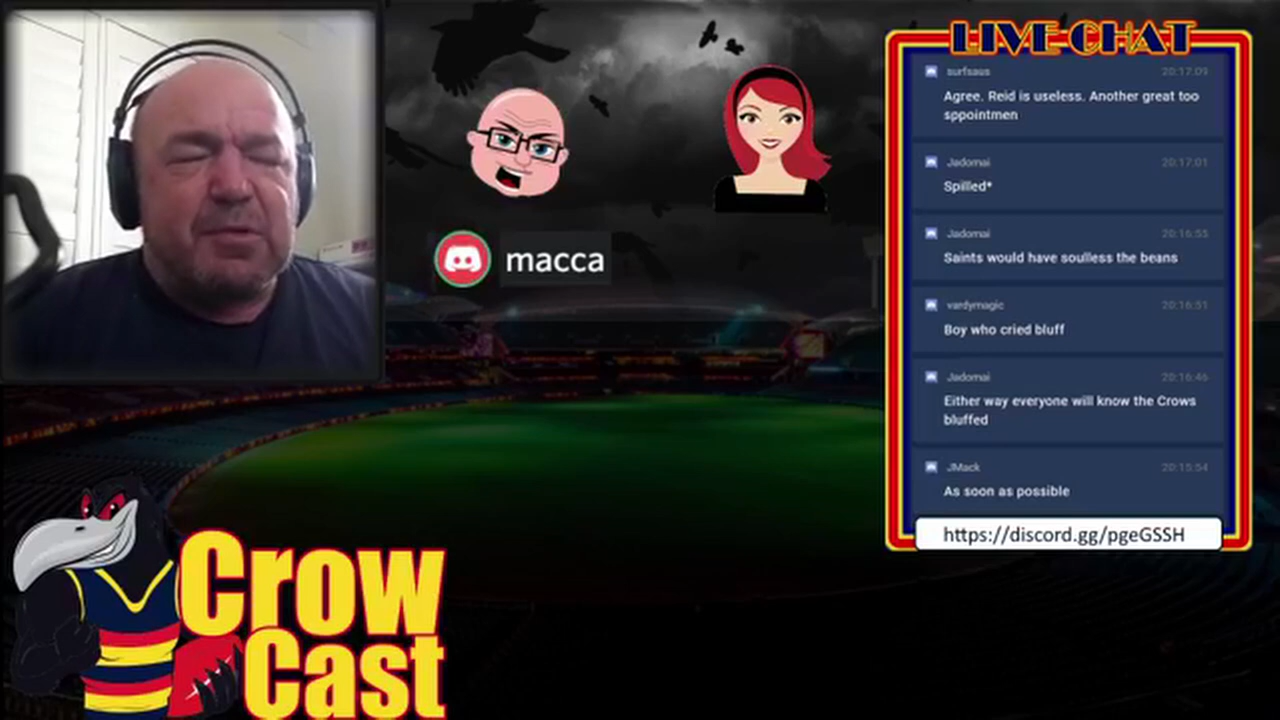 LIVE CHAT
surfsaus 20:17:09
Agree. Reid is useless. Another great too
sppointmen
Jadomai 20:17:01
Spilled*
Jadomai 20:16:55
Saints would have soulless the beans
vardymagic 20:16:51
Boy who cried bluff
Jadomai 20:16:46
Either way everyone will know the Crows
bluffed
JMack 20:15:54
As soon as possible
https://discord.gg/pgeGSSH
macca
Crow
Cast